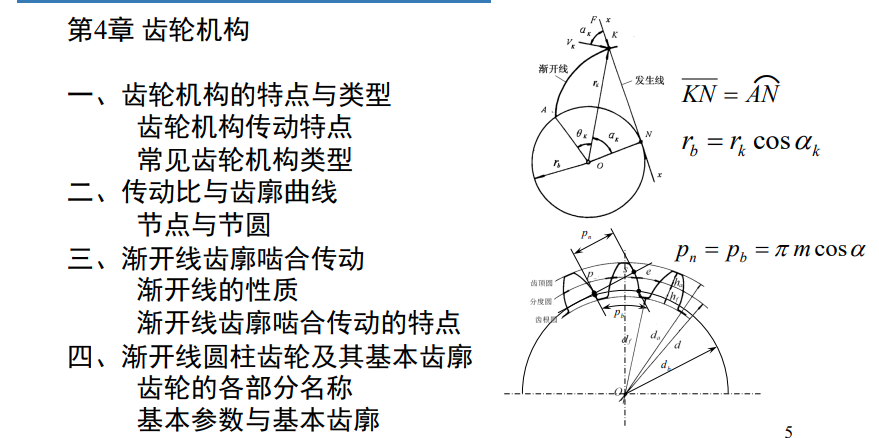 第4章 齿轮机构
一、齿轮机构的特点与类型
齿轮机构传动特点
常见齿轮机构类型
二、传动比与齿廓曲线
节点与节圆
三、渐开线齿廓啮合传动
渐开线的性质
渐开线齿廓啮合传动的特点
四、渐开线圆柱齿轮及其基本齿廓
齿轮的各部分名称
基本参数与基本齿廓
F x
α_K
K
v_K
渐开线
发生线
r_k
A
θ_K
α_K
N
r_b
O
x
\overline{KN} = \overset{\frown}{AN}
r_b = r_k cos α_k
p_n
p_n = p_b = π m cos α
p
s
e
齿顶圆
分度圆
齿根圆
h_a
h_f
p_b
d_f
d_a
d
d_b
O
5